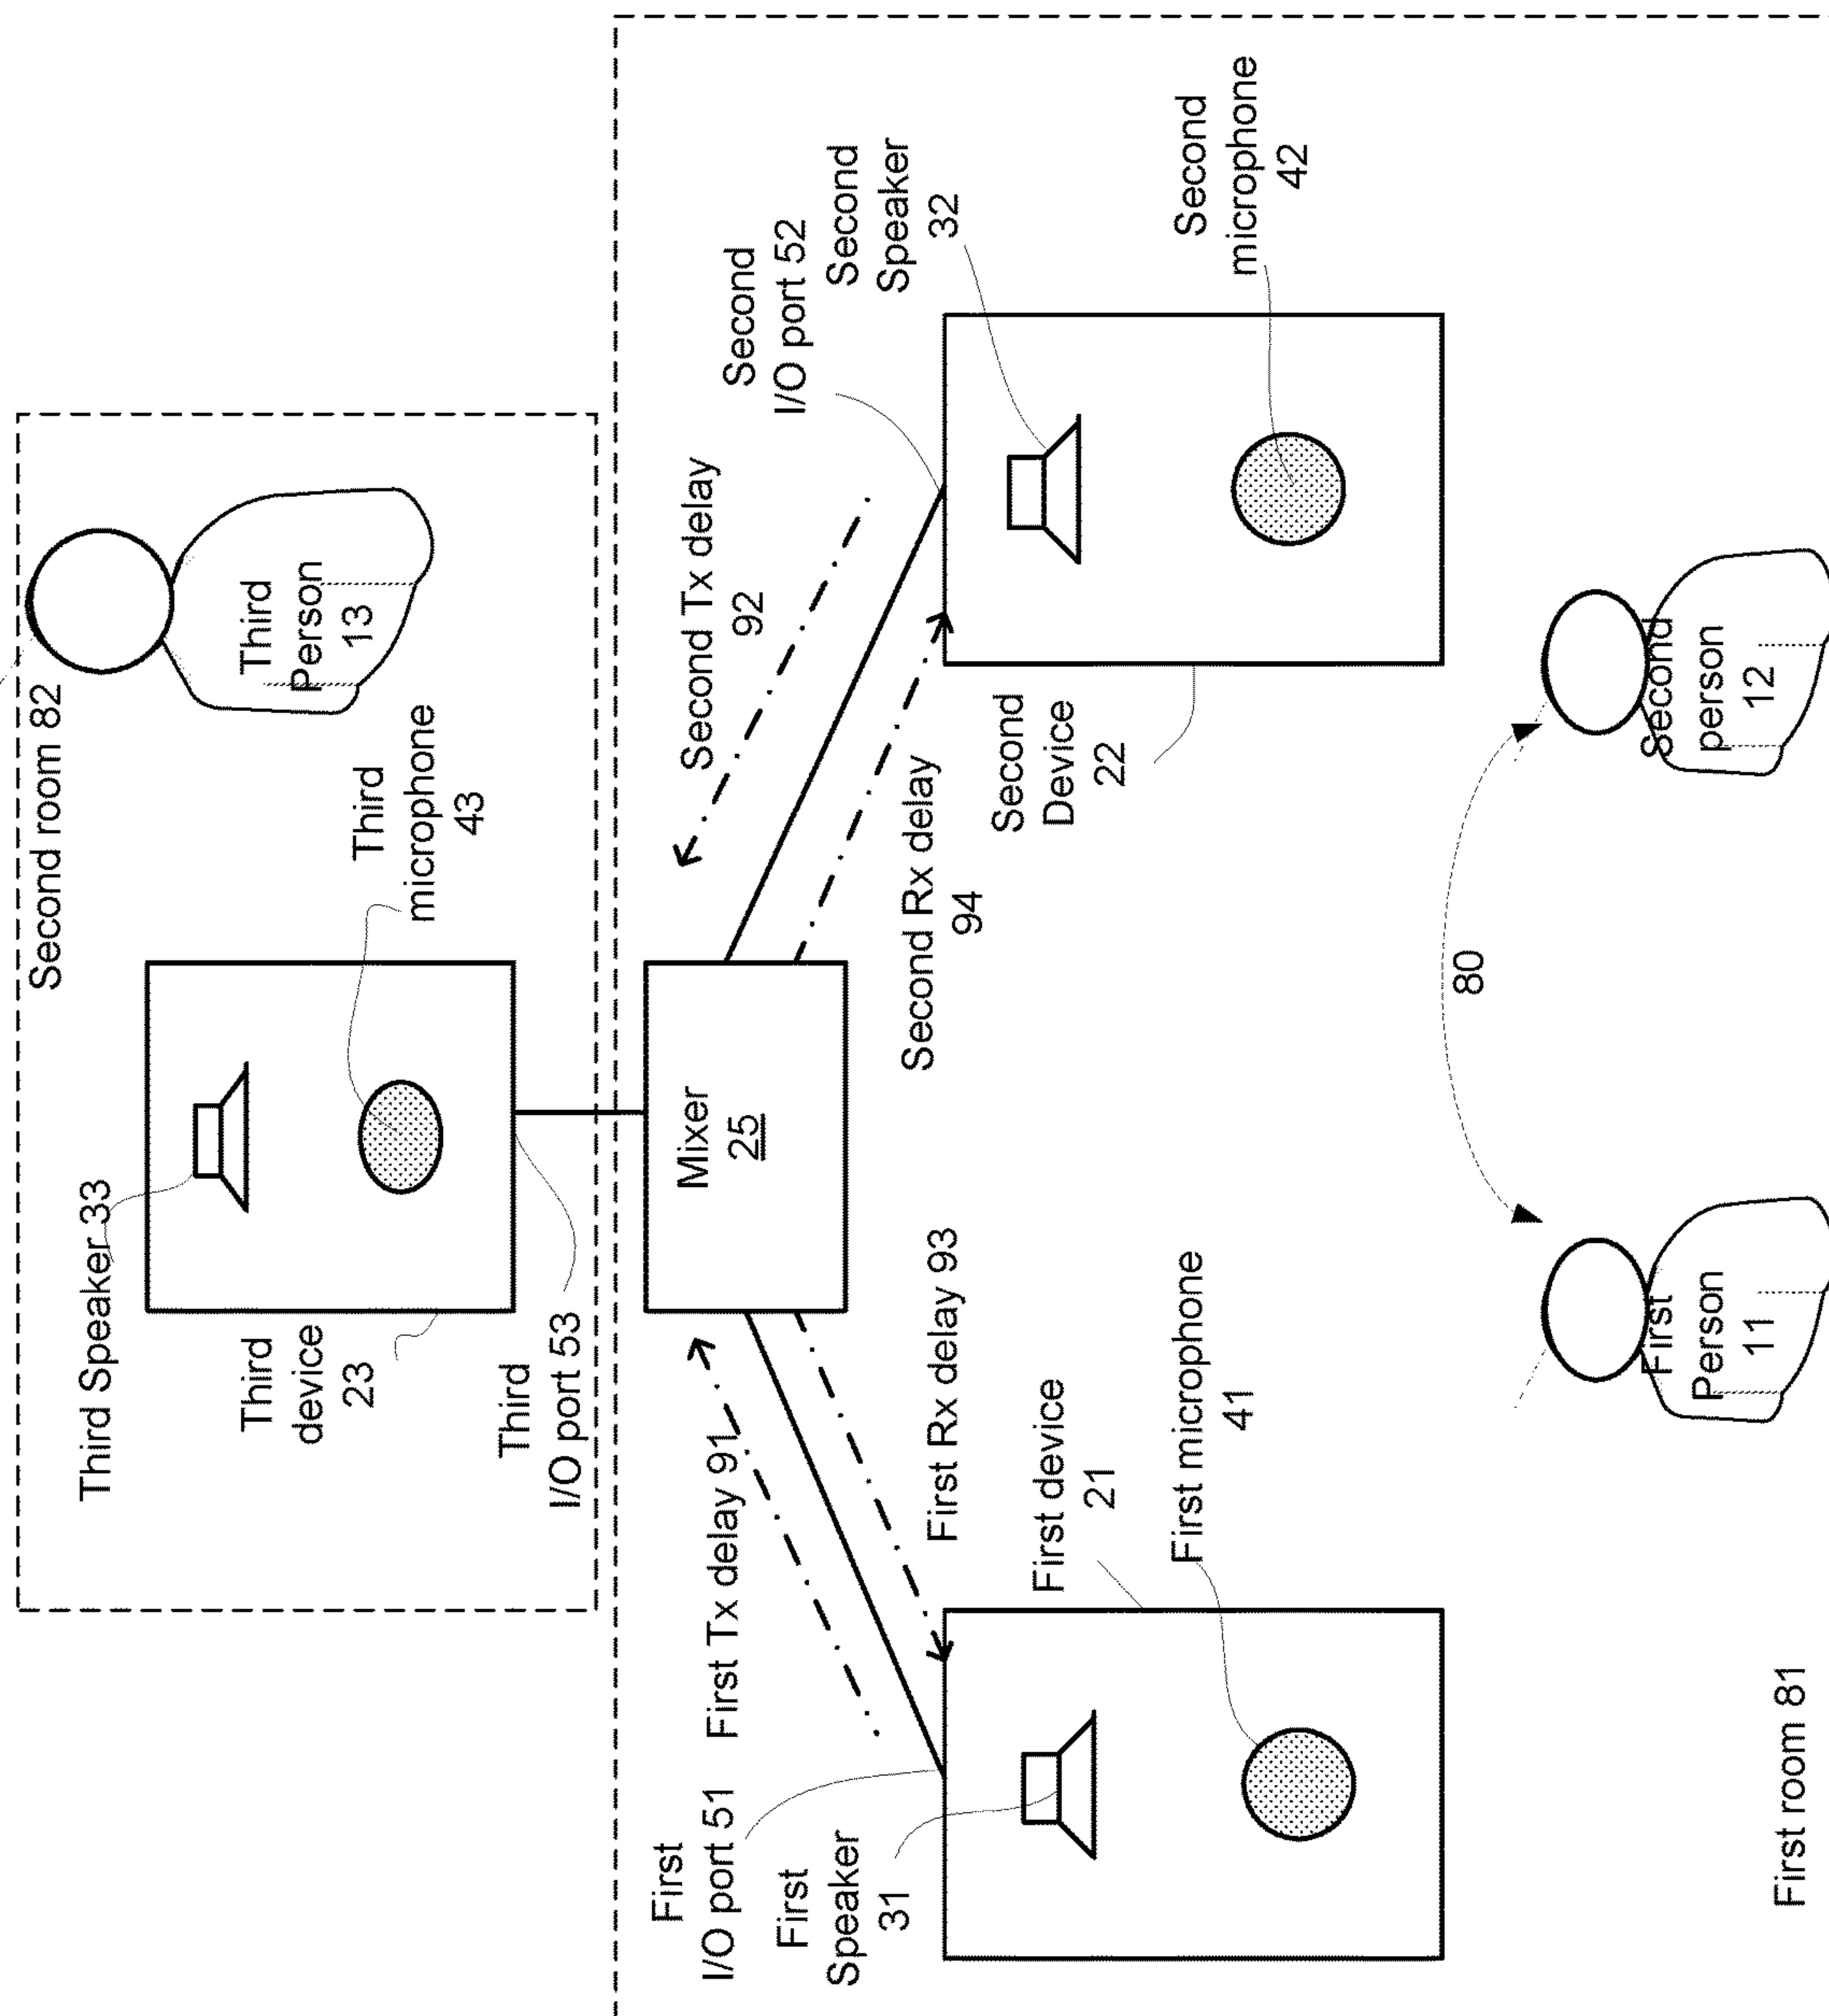 Second room 82
Third Speaker 33
Third
device
23
Third
microphone
43
Third
Person
13
Third
I/O port 53
Mixer
25
First
I/O port 51
First Tx delay 91
First Rx delay 93
First
Speaker
31
First device
21
First microphone
41
Second Tx delay
92
Second Rx delay
94
Second
I/O port 52
Second
Speaker
32
Second
Device
22
Second
microphone
42
80
First
Person
11
Second
person
12
First room 81